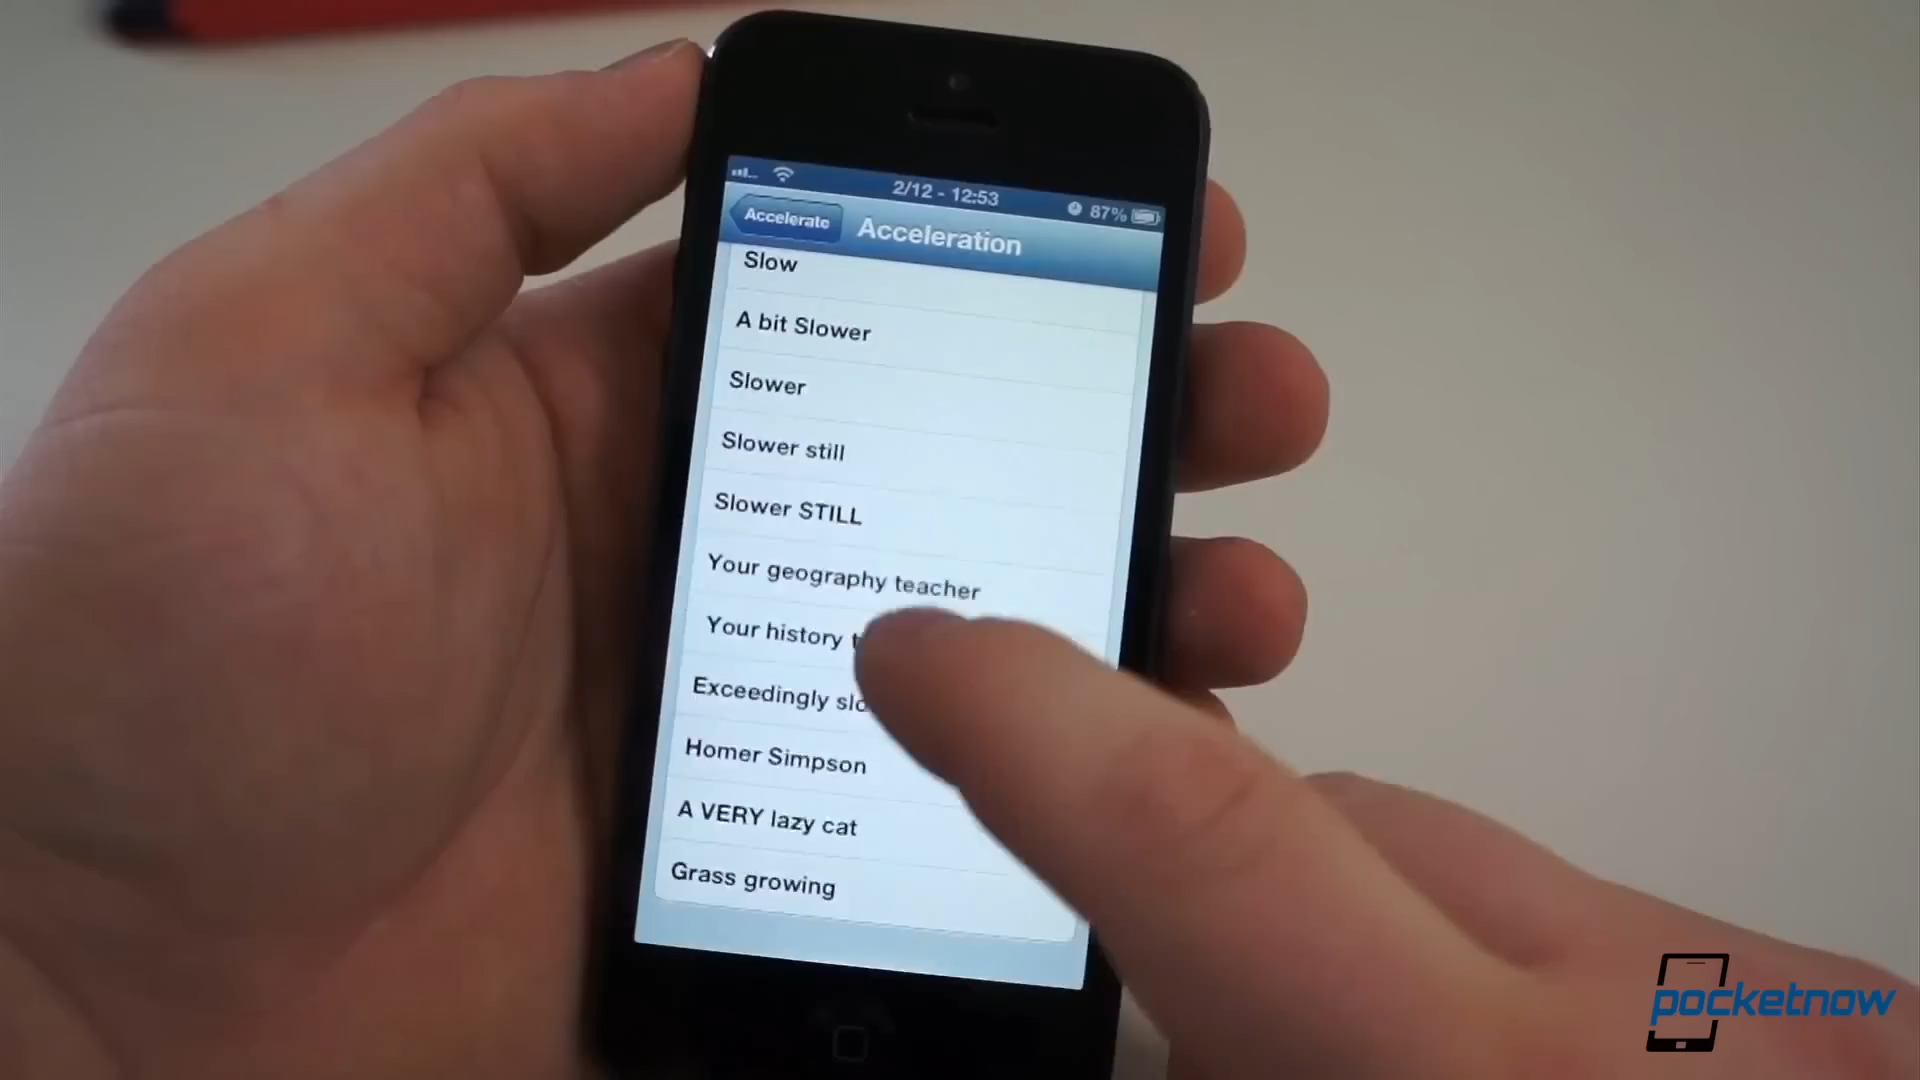 2/12 - 12:53
87%
Accelerate
Acceleration
Slow
A bit Slower
Slower
Slower still
Slower STILL
Your geography teacher
Your history
Exceedingly
Homer Simpson
A VERY lazy cat
Grass growing
pocketnow